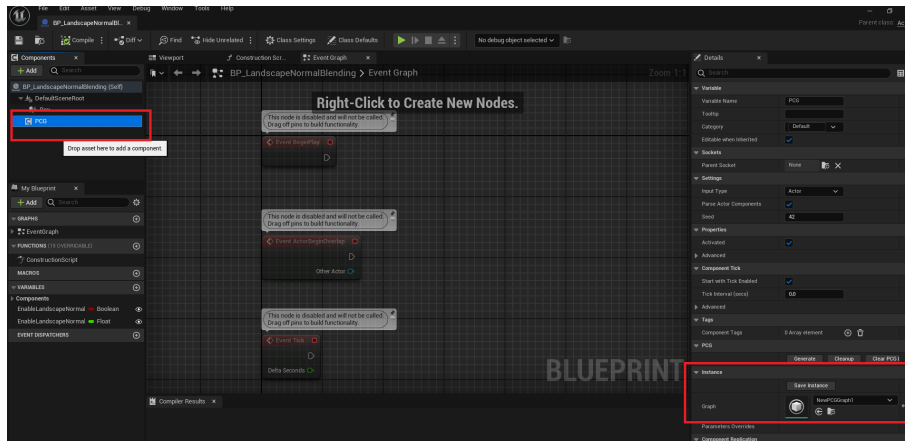 File Edit Asset View Debug Window Tools Help
BP_LandscapeNormalBl.. ×
Parent class: Ac
Compile
Diff
Find
Hide Unrelated
Class Settings
Class Defaults
No debug object selected
Components ×
+ Add
Search
BP_LandscapeNormalBlending (Self)
DefaultSceneRoot
PCG
Drop asset here to add a component.
My Blueprint ×
+ Add
Search
GRAPHS
EventGraph
FUNCTIONS (18 OVERRIDABLE)
ConstructionScript
MACROS
VARIABLES
Components
EnableLandscapeNormal Boolean
EnableLandscapeNormal Float
EVENT DISPATCHERS
Viewport
Construction Scr...
Event Graph ×
BP_LandscapeNormalBlending > Event Graph
Zoom 1:1
Right-Click to Create New Nodes.
This node is disabled and will not be called.
Drag off pins to build functionality.
Event BeginPlay
This node is disabled and will not be called.
Drag off pins to build functionality.
Event ActorBeginOverlap
Other Actor
This node is disabled and will not be called.
Drag off pins to build functionality.
Event Tick
Delta Seconds
BLUEPRINT
Compiler Results ×
Details ×
Search
Variable
Variable Name PCG
Tooltip
Category Default
Editable when Inherited
Sockets
Parent Socket None
Settings
Input Type Actor
Parse Actor Components
Seed 42
Properties
Activated
Advanced
Component Tick
Start with Tick Enabled
Tick Interval (secs) 0.0
Advanced
Tags
Component Tags 0 Array element
PCG
Generate Cleanup Clear PCG l
Instance
Save Instance
Graph NewPCGGraph1
Parameters Overrides
Component Replication